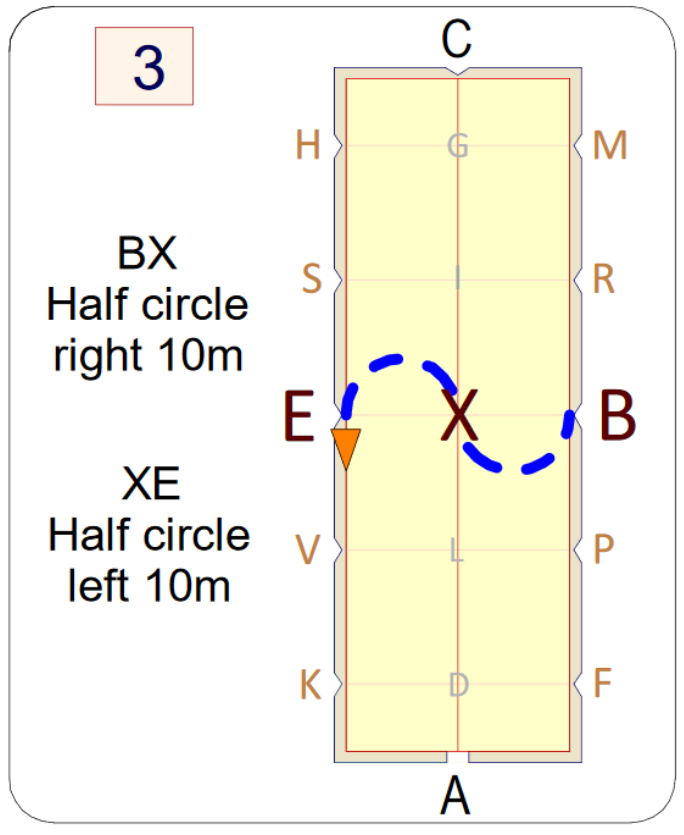 3
C
H G M
BX
Half circle
right 10m
S I R
E X B
XE
Half circle
left 10m
V L P
K D F
A